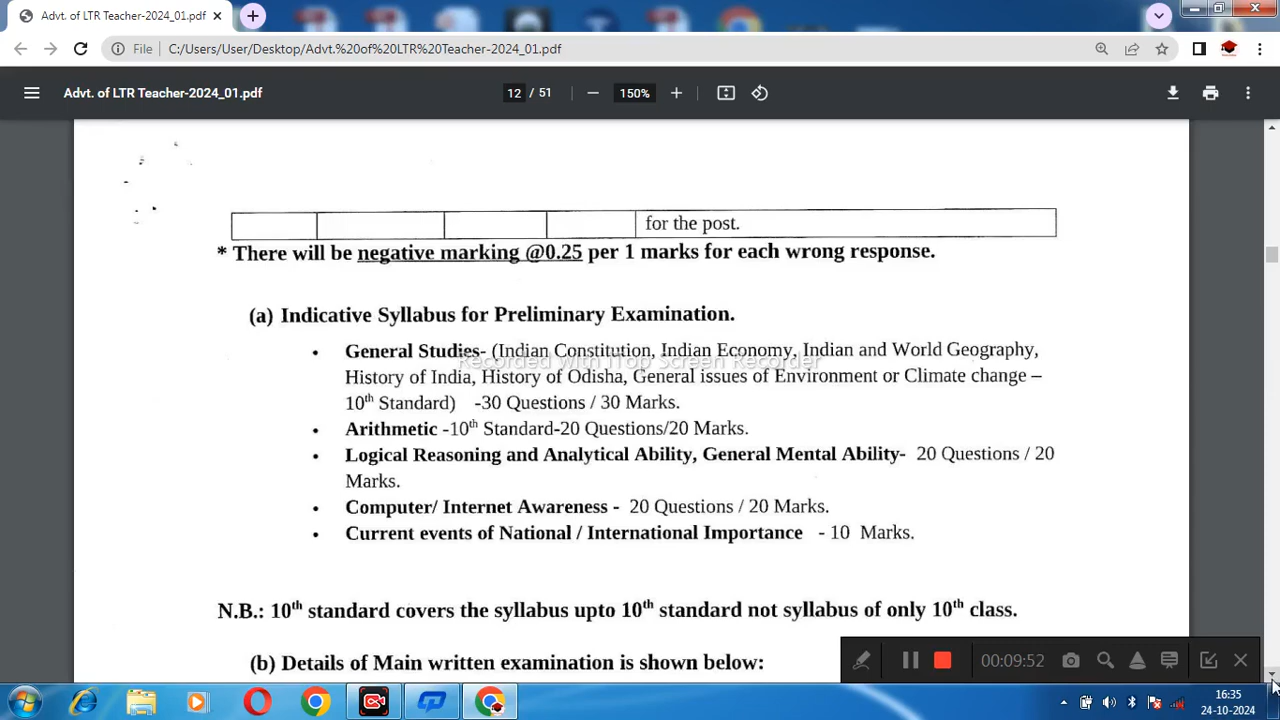 Advt. of LTR Teacher-2024_01.pdf
File C:/Users/User/Desktop/Advt.%20of%20LTR%20Teacher-2024_01.pdf
Advt. of LTR Teacher-2024_01.pdf 12 / 51 150%
for the post.
* There will be negative marking @0.25 per 1 marks for each wrong response.
(a) Indicative Syllabus for Preliminary Examination.
• General Studies- (Indian Constitution, Indian Economy, Indian and World Geography,
Recorded with iTop Screen Recorder
History of India, History of Odisha, General issues of Environment or Climate change –
10th Standard) -30 Questions / 30 Marks.
• Arithmetic -10th Standard-20 Questions/20 Marks.
• Logical Reasoning and Analytical Ability, General Mental Ability- 20 Questions / 20
Marks.
• Computer/ Internet Awareness - 20 Questions / 20 Marks.
• Current events of National / International Importance - 10 Marks.
N.B.: 10th standard covers the syllabus upto 10th standard not syllabus of only 10th class.
(b) Details of Main written examination is shown below:
00:09:52
16:35
24-10-2024